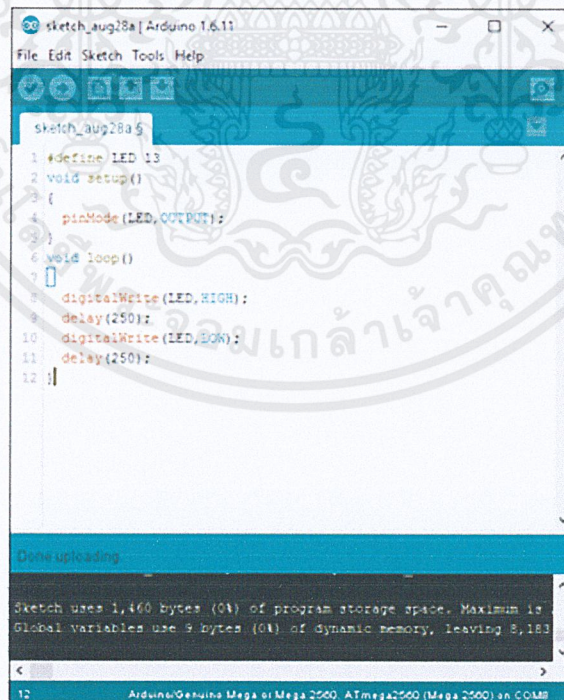 sketch_aug28a | Arduino 1.6.11
File Edit Sketch Tools Help
sketch_aug28a §
1 #define LED 13
2 void setup()
3 {
4 pinMode(LED,OUTPUT);
5 }
6 void loop()
7 {
8 digitalWrite(LED,HIGH);
9 delay(250);
10 digitalWrite(LED,LOW);
11 delay(250);
12 }
Done uploading.
Sketch uses 1,460 bytes (0%) of program storage space. Maximum is
Global variables use 9 bytes (0%) of dynamic memory, leaving 8,183
12 Arduino/Genuino Mega or Mega 2560, ATmega2560 (Mega 2560) on COM8